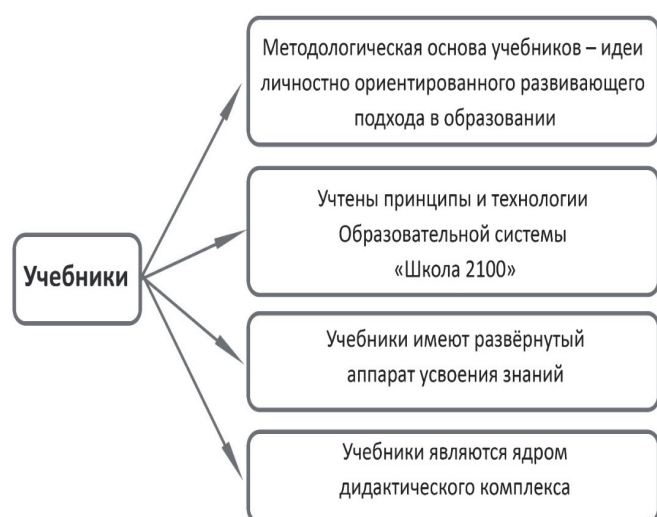 Методологическая основа учебников – идеи
личностно ориентированного развивающего
подхода в образовании
Учтены принципы и технологии
Образовательной системы
«Школа 2100»
Учебники
Учебники имеют развёрнутый
аппарат усвоения знаний
Учебники являются ядром
дидактического комплекса